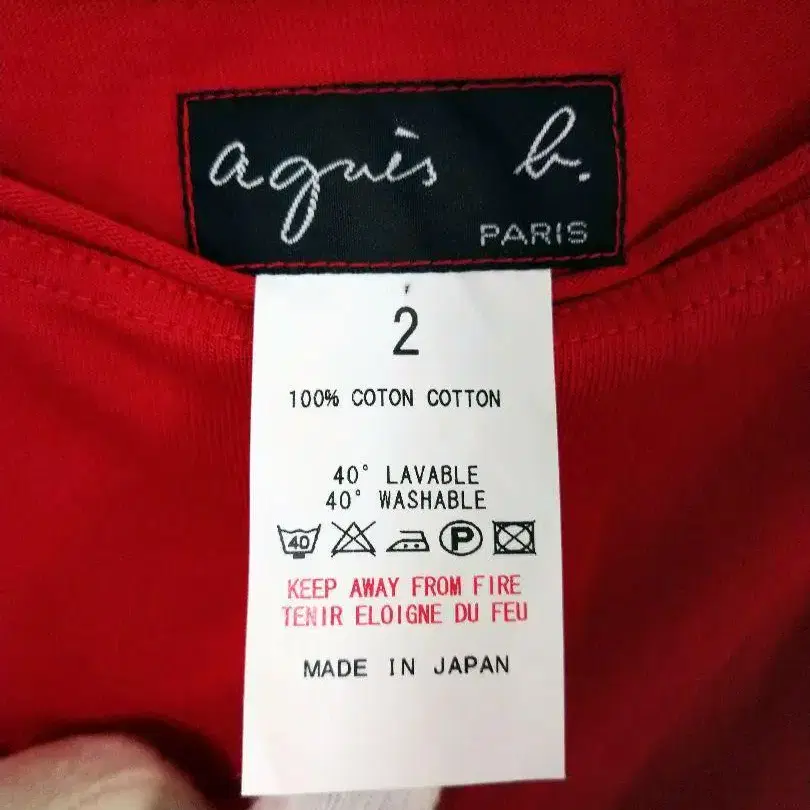 agnès b.
PARIS
2
100% COTON COTTON
40° LAVABLE
40° WASHABLE
40 P
KEEP AWAY FROM FIRE
TENIR ELOIGNE DU FEU
MADE IN JAPAN